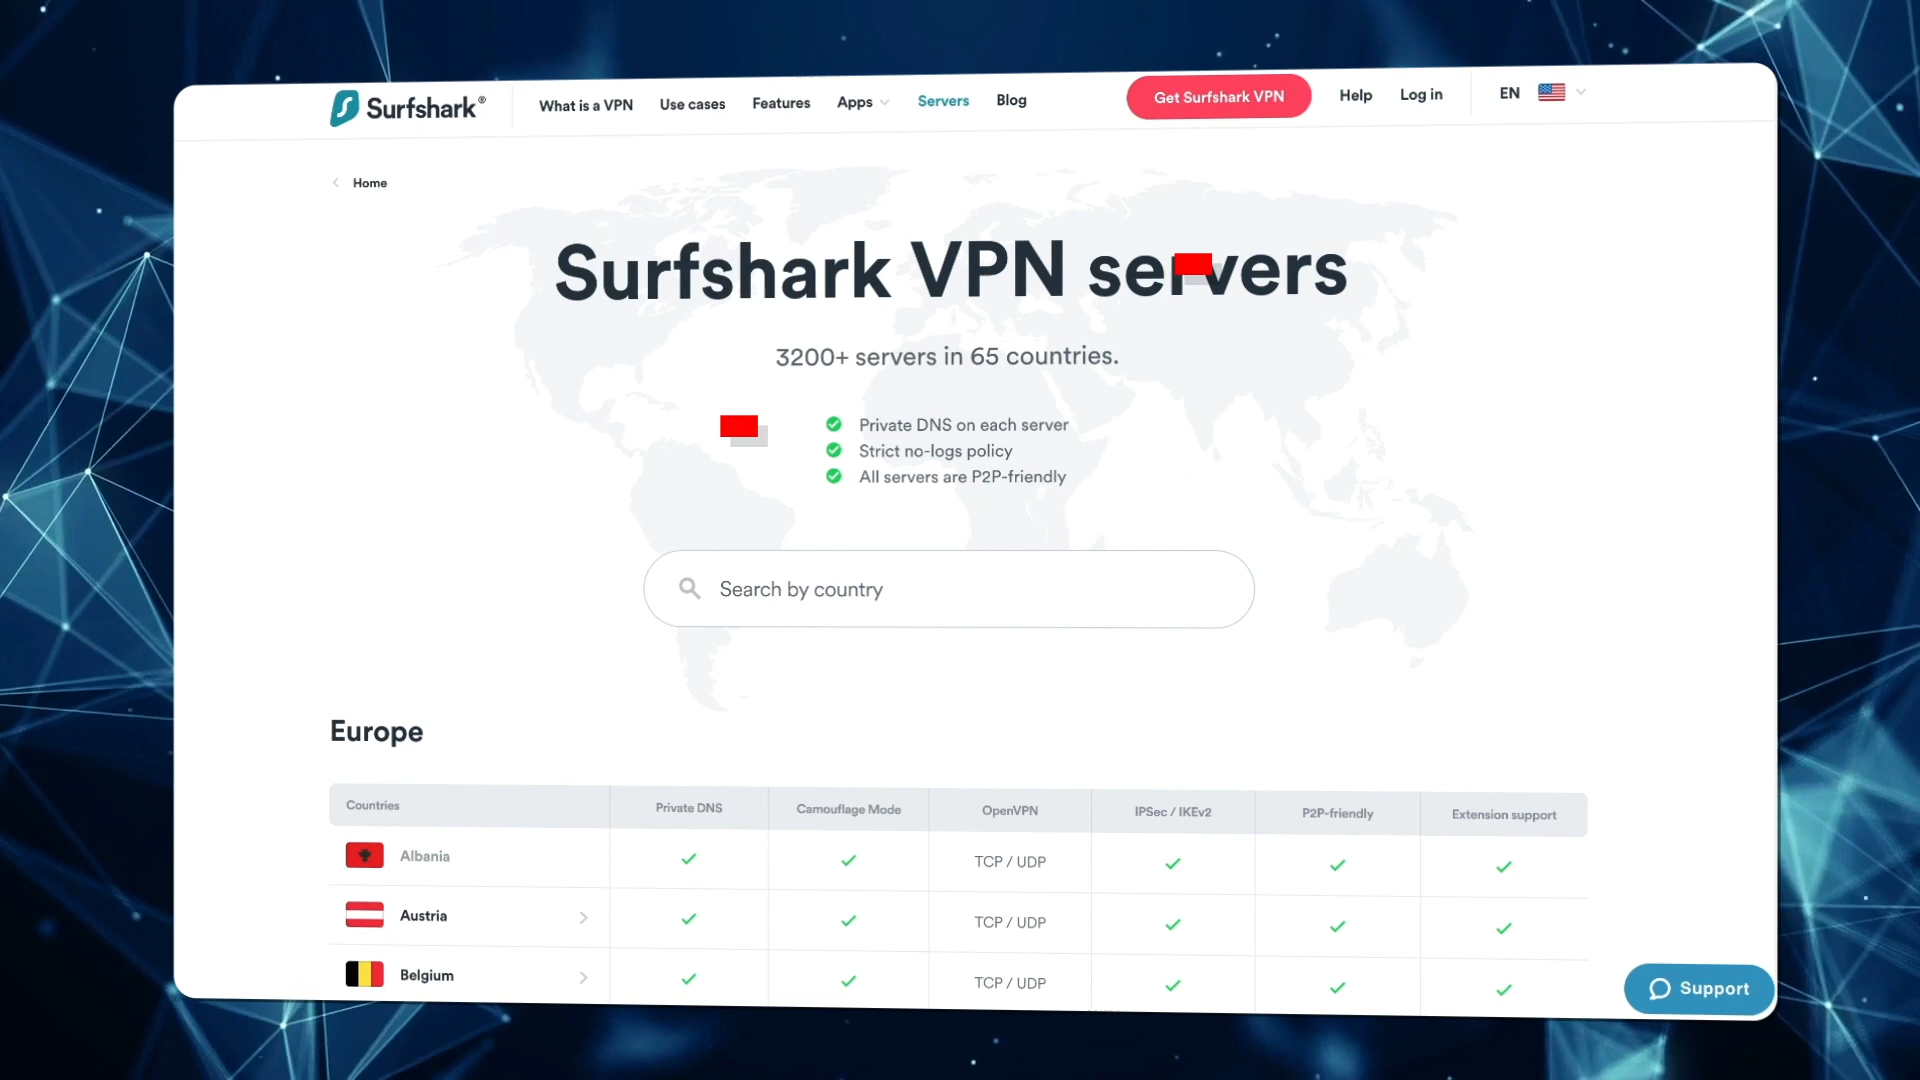 Surfshark®
What is a VPN Use cases Features Apps Servers Blog Get Surfshark VPN Help Log in EN
Home
Surfshark VPN servers
3200+ servers in 65 countries.
Private DNS on each server
Strict no-logs policy
All servers are P2P-friendly
Search by country
Europe
Countries Private DNS Camouflage Mode OpenVPN IPSec / IKEv2 P2P-friendly Extension support
Albania TCP / UDP
Austria TCP / UDP
Belgium TCP / UDP
Support